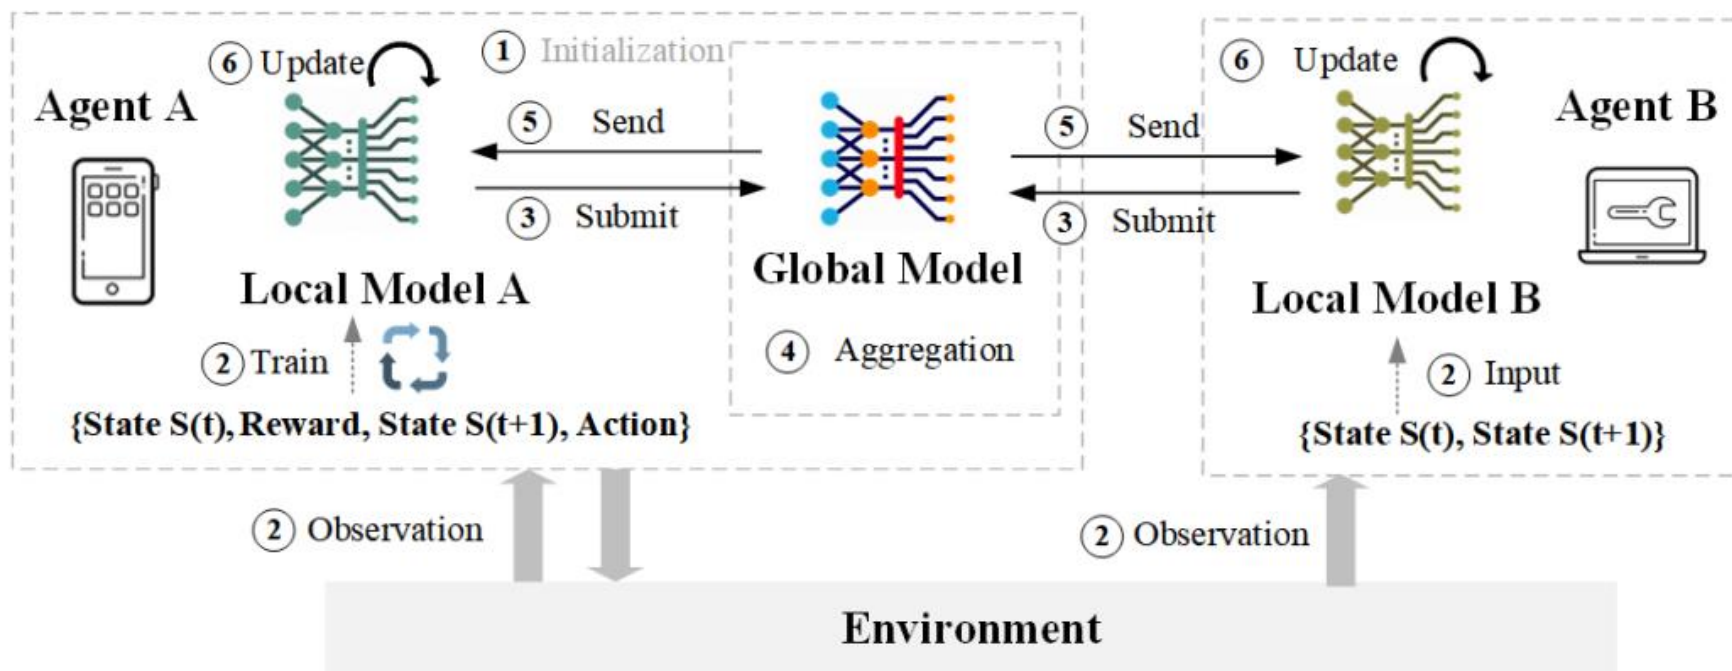 ① Initialization
Agent A
⑥ Update
⑤ Send
③ Submit
Local Model A
② Train
{State S(t), Reward, State S(t+1), Action}
② Observation
Global Model
④ Aggregation
⑤ Send
③ Submit
⑥ Update
Agent B
Local Model B
② Input
{State S(t), State S(t+1)}
② Observation
Environment